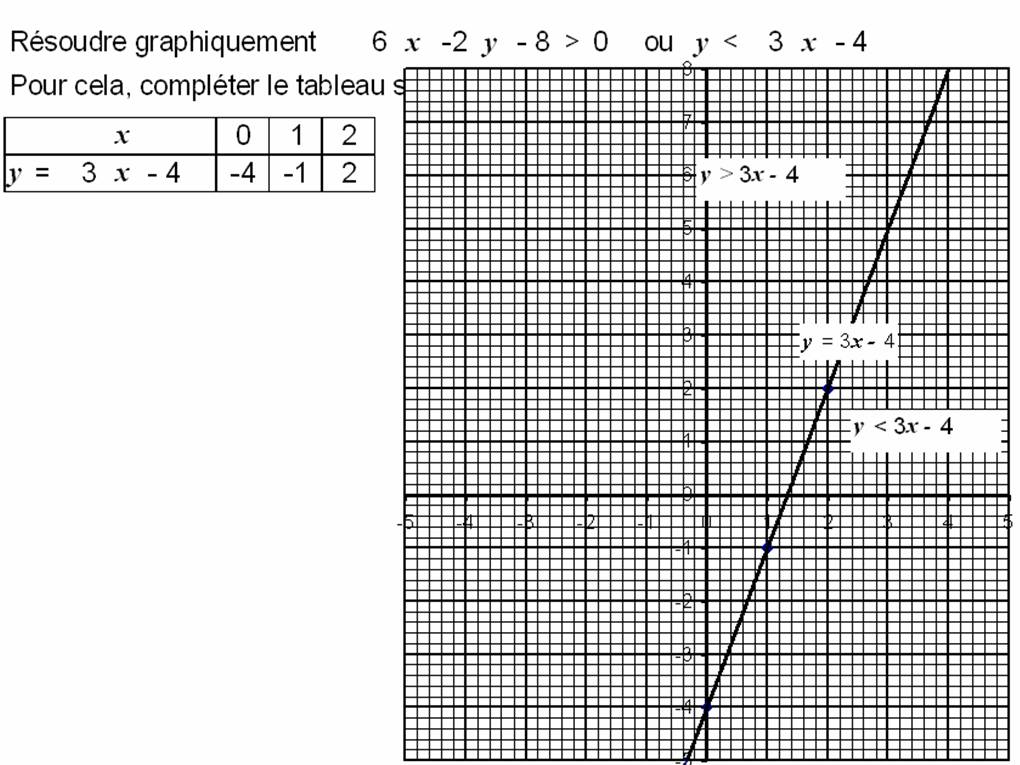 Résoudre graphiquement 6 x -2 y - 8 > 0 ou y < 3 x - 4
Pour cela, compléter le tableau s
x 0 1 2
y = 3 x - 4 -4 -1 2
8
7
6 y > 3x - 4
5
4
3 y = 3x - 4
2
1 y < 3x - 4
0
-5 -4 -3 -2 -1 0 1 2 3 4 5
-1
-2
-3
-4